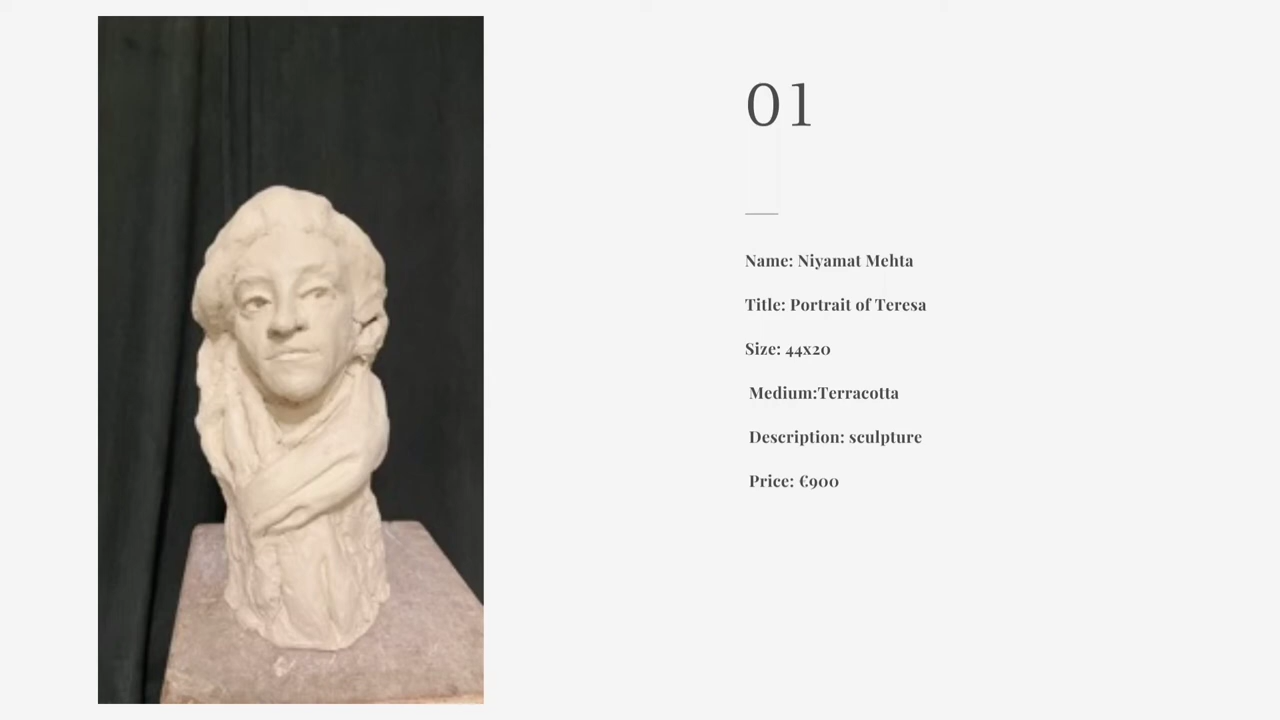 01
Name: Niyamat Mehta
Title: Portrait of Teresa
Size: 44x20
Medium:Terracotta
Description: sculpture
Price: €900